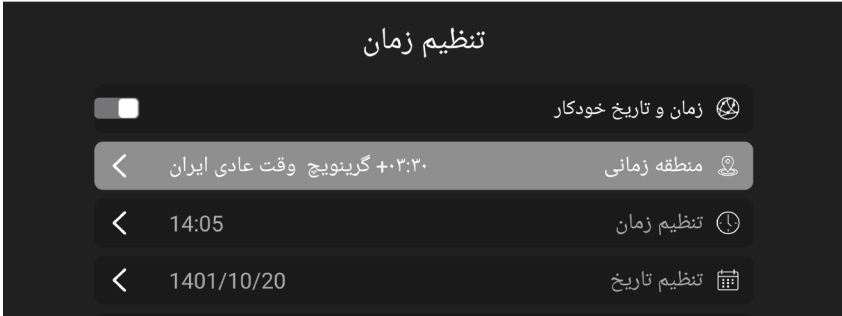 تنظیم زمان
زمان و تاریخ خودکار
منطقه زمانی ‎+۰۳:۳۰ گرینویچ وقت عادی ایران
تنظیم زمان 14:05
تنظیم تاریخ 1401/10/20